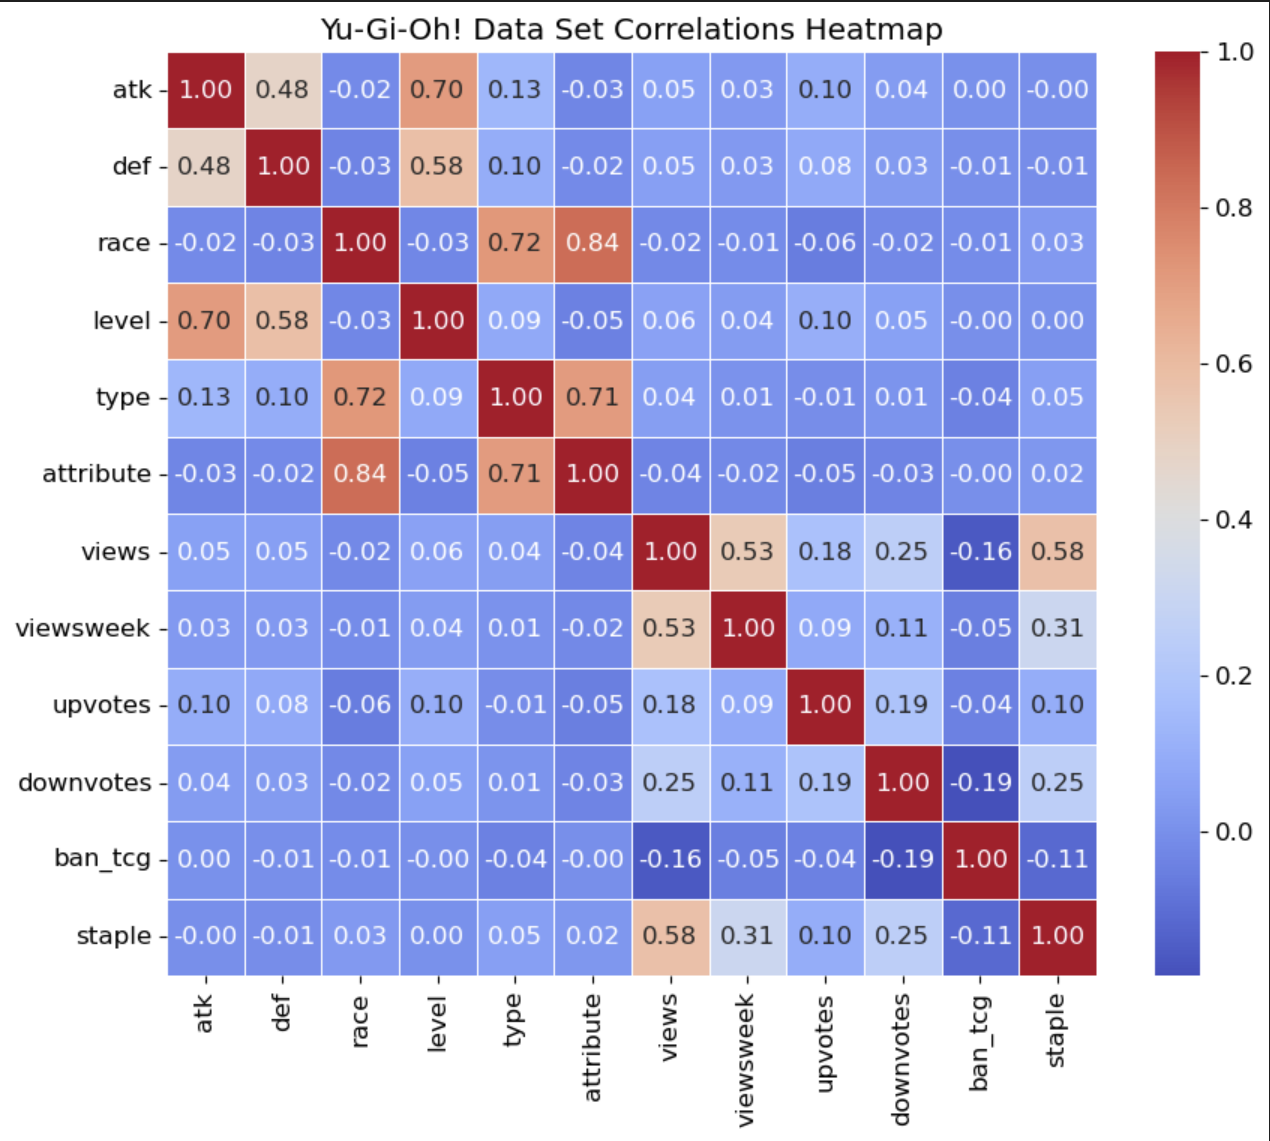 Yu-Gi-Oh! Data Set Correlations Heatmap
atk 1.00 0.48 -0.02 0.70 0.13 -0.03 0.05 0.03 0.10 0.04 0.00 -0.00
def 0.48 1.00 -0.03 0.58 0.10 -0.02 0.05 0.03 0.08 0.03 -0.01 -0.01
race -0.02 -0.03 1.00 -0.03 0.72 0.84 -0.02 -0.01 -0.06 -0.02 -0.01 0.03
level 0.70 0.58 -0.03 1.00 0.09 -0.05 0.06 0.04 0.10 0.05 -0.00 0.00
type 0.13 0.10 0.72 0.09 1.00 0.71 0.04 0.01 -0.01 0.01 -0.04 0.05
attribute -0.03 -0.02 0.84 -0.05 0.71 1.00 -0.04 -0.02 -0.05 -0.03 -0.00 0.02
views 0.05 0.05 -0.02 0.06 0.04 -0.04 1.00 0.53 0.18 0.25 -0.16 0.58
viewsweek 0.03 0.03 -0.01 0.04 0.01 -0.02 0.53 1.00 0.09 0.11 -0.05 0.31
upvotes 0.10 0.08 -0.06 0.10 -0.01 -0.05 0.18 0.09 1.00 0.19 -0.04 0.10
downvotes 0.04 0.03 -0.02 0.05 0.01 -0.03 0.25 0.11 0.19 1.00 -0.19 0.25
ban_tcg 0.00 -0.01 -0.01 -0.00 -0.04 -0.00 -0.16 -0.05 -0.04 -0.19 1.00 -0.11
staple -0.00 -0.01 0.03 0.00 0.05 0.02 0.58 0.31 0.10 0.25 -0.11 1.00
atk def race level type attribute views viewsweek upvotes downvotes ban_tcg staple
1.0
0.8
0.6
0.4
0.2
0.0